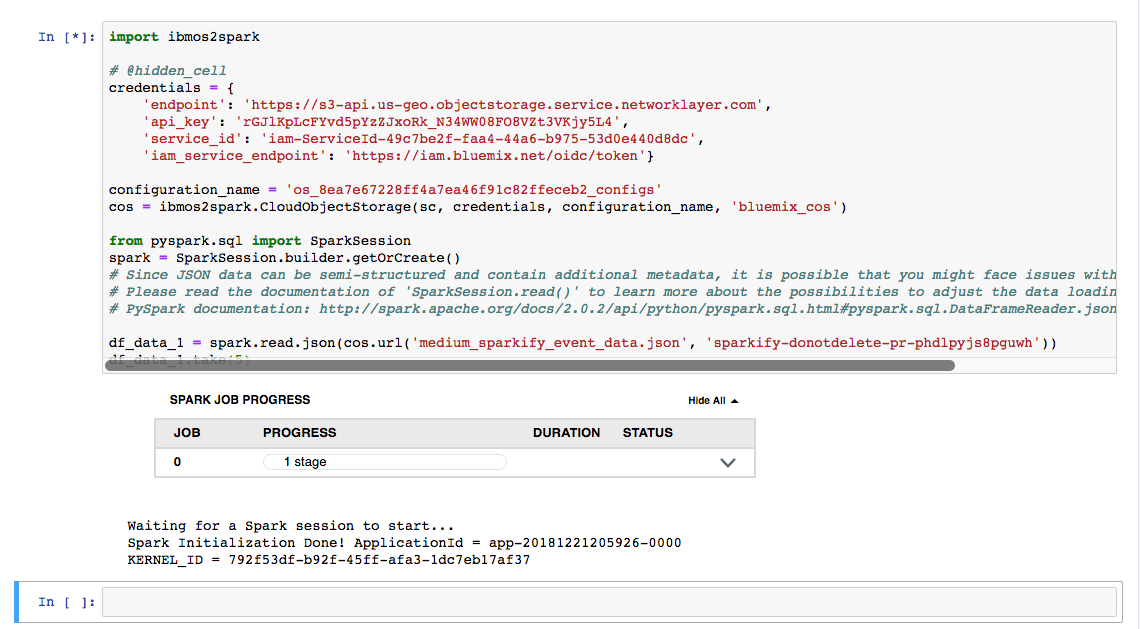 In [*]: import ibmos2spark
# @hidden_cell
credentials = {
'endpoint': 'https://s3-api.us-geo.objectstorage.service.networklayer.com',
'api_key': 'rGJlKpLcFYvd5pYzZJxoRk_N34WW08FO8VZt3VKjy5L4',
'service_id': 'iam-ServiceId-49c7be2f-faa4-44a6-b975-53d0e440d8dc',
'iam_service_endpoint': 'https://iam.bluemix.net/oidc/token'}
configuration_name = 'os_8ea7e67228ff4a7ea46f91c82ffeceb2_configs'
cos = ibmos2spark.CloudObjectStorage(sc, credentials, configuration_name, 'bluemix_cos')
from pyspark.sql import SparkSession
spark = SparkSession.builder.getOrCreate()
# Since JSON data can be semi-structured and contain additional metadata, it is possible that you might face issues with
# Please read the documentation of 'SparkSession.read()' to learn more about the possibilities to adjust the data loadin
# PySpark documentation: http://spark.apache.org/docs/2.0.2/api/python/pyspark.sql.html#pyspark.sql.DataFrameReader.json
df_data_1 = spark.read.json(cos.url('medium_sparkify_event_data.json', 'sparkify-donotdelete-pr-phdlpyjs8pguwh'))
df_data_1.take(5)
SPARK JOB PROGRESS Hide All
JOB PROGRESS DURATION STATUS
0 1 stage
Waiting for a Spark session to start...
Spark Initialization Done! ApplicationId = app-20181221205926-0000
KERNEL_ID = 792f53df-b92f-45ff-afa3-1dc7eb17af37
In [ ]: